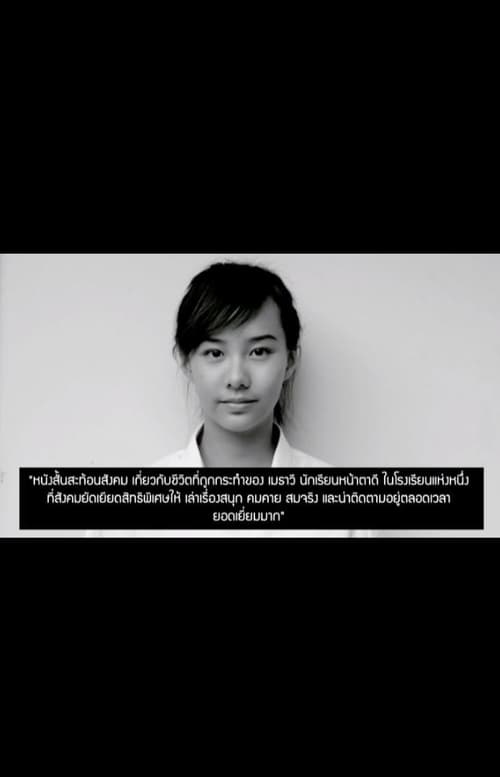 "หนังสั้นสะท้อนสังคม เกี่ยวกับชีวิตที่ถูกกระทำของ เมธาวี นักเรียนหน้าตาดี ในโรงเรียนแห่งหนึ่ง
ที่สังคมยัดเยียดสิทธิพิเศษให้ เล่าเรื่องสนุก คมคาย สมจริง และน่าติดตามอยู่ตลอดเวลา
ยอดเยี่ยมมาก"